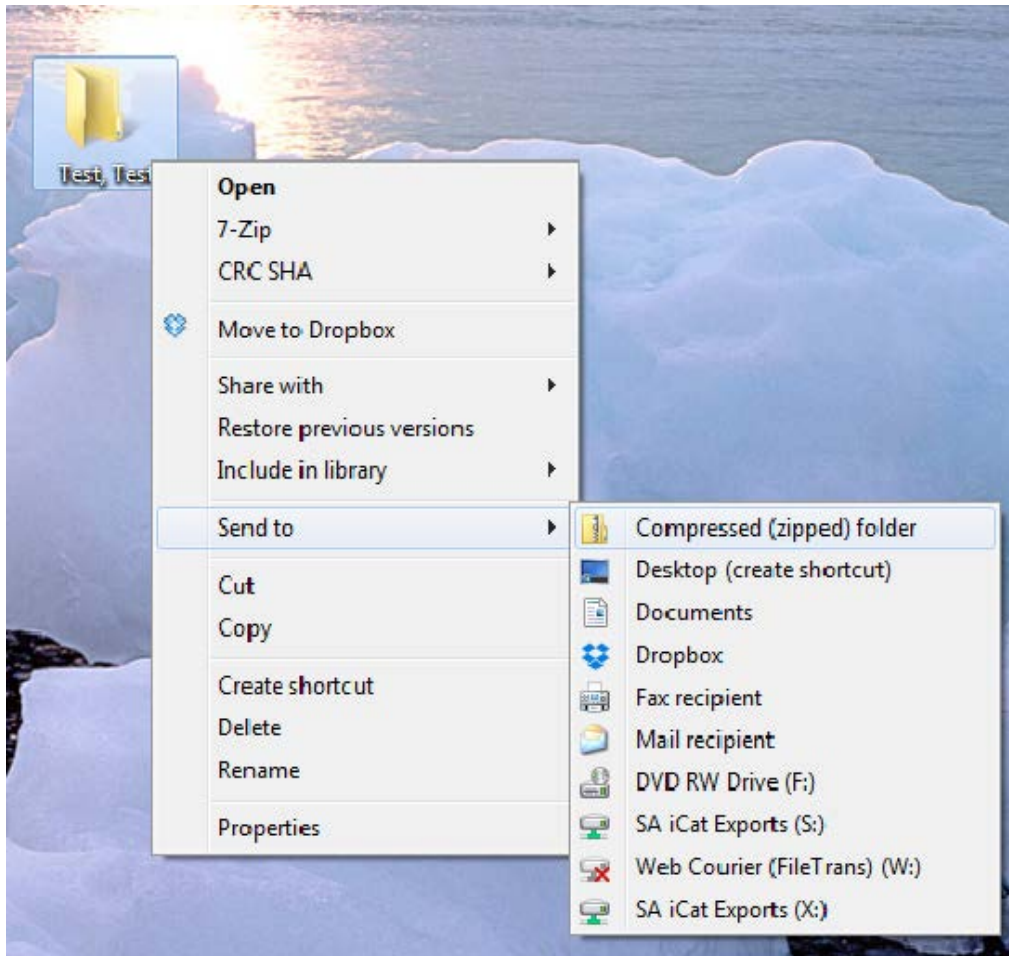 Test, Test
Open
7-Zip
CRC SHA
Move to Dropbox
Share with
Restore previous versions
Include in library
Send to
Cut
Copy
Create shortcut
Delete
Rename
Properties
Compressed (zipped) folder
Desktop (create shortcut)
Documents
Dropbox
Fax recipient
Mail recipient
DVD RW Drive (F:)
SA iCat Exports (S:)
Web Courier (FileTrans) (W:)
SA iCat Exports (X:)